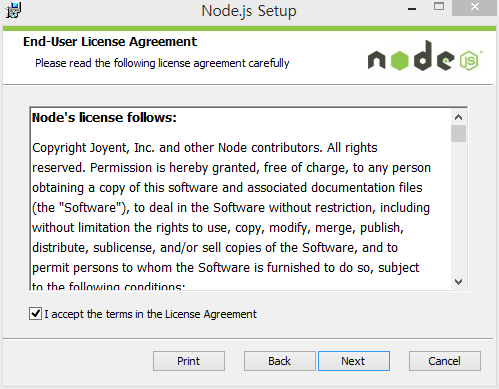 Node.js Setup
End-User License Agreement
Please read the following license agreement carefully
node
JS
Node's license follows:
Copyright Joyent, Inc. and other Node contributors. All rights
reserved. Permission is hereby granted, free of charge, to any person
obtaining a copy of this software and associated documentation files
(the "Software"), to deal in the Software without restriction, including
without limitation the rights to use, copy, modify, merge, publish,
distribute, sublicense, and/or sell copies of the Software, and to
permit persons to whom the Software is furnished to do so, subject
to the following conditions:
I accept the terms in the License Agreement
Print
Back
Next
Cancel